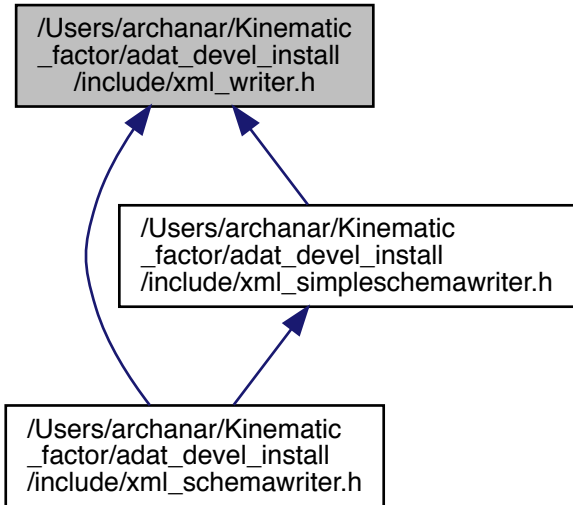 /Users/archanar/Kinematic
_factor/adat_devel_install
/include/xml_writer.h
/Users/archanar/Kinematic
_factor/adat_devel_install
/include/xml_simpleschemawriter.h
/Users/archanar/Kinematic
_factor/adat_devel_install
/include/xml_schemawriter.h